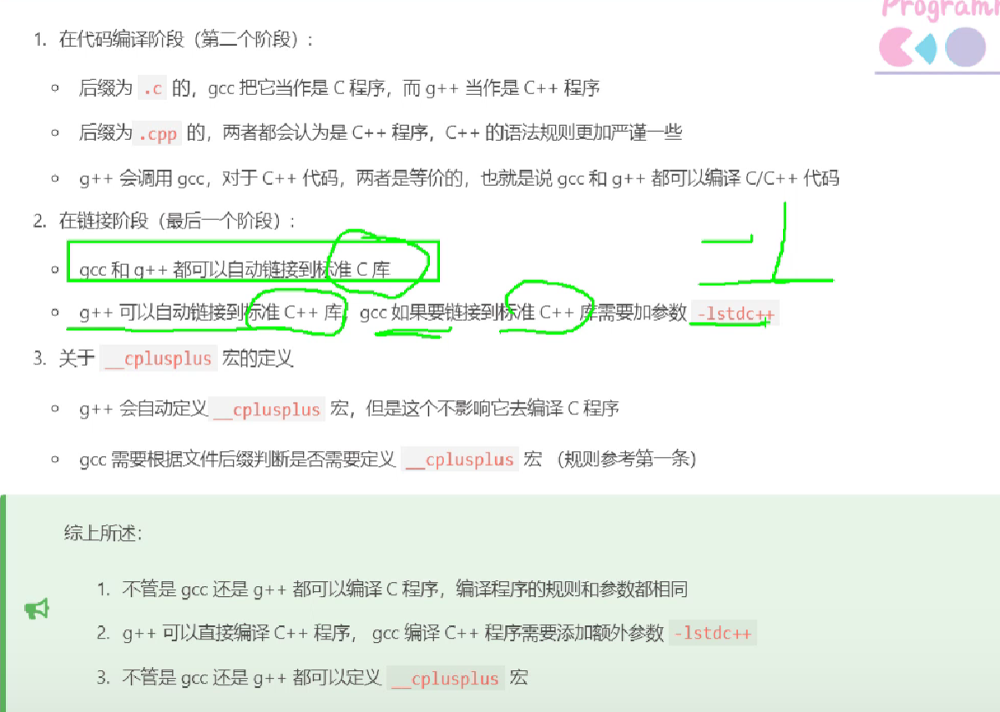 Programm
1. 在代码编译阶段（第二个阶段）:
后缀为 .c 的，gcc 把它当作是 C 程序，而 g++ 当作是 C++ 程序
后缀为 .cpp 的，两者都会认为是 C++ 程序，C++ 的语法规则更加严谨一些
g++ 会调用 gcc，对于 C++ 代码，两者是等价的，也就是说 gcc 和 g++ 都可以编译 C/C++ 代码
2. 在链接阶段（最后一个阶段）:
gcc 和 g++ 都可以自动链接到标准 C 库
g++ 可以自动链接到标准 C++ 库，gcc 如果要链接到标准 C++ 库需要加参数 -lstdc++
3. 关于 __cplusplus 宏的定义
g++ 会自动定义 __cplusplus 宏，但是这个不影响它去编译 C 程序
gcc 需要根据文件后缀判断是否需要定义 __cplusplus 宏 （规则参考第一条）
综上所述:
1. 不管是 gcc 还是 g++ 都可以编译 C 程序，编译程序的规则和参数都相同
2. g++ 可以直接编译 C++ 程序， gcc 编译 C++ 程序需要添加额外参数 -lstdc++
3. 不管是 gcc 还是 g++ 都可以定义 __cplusplus 宏